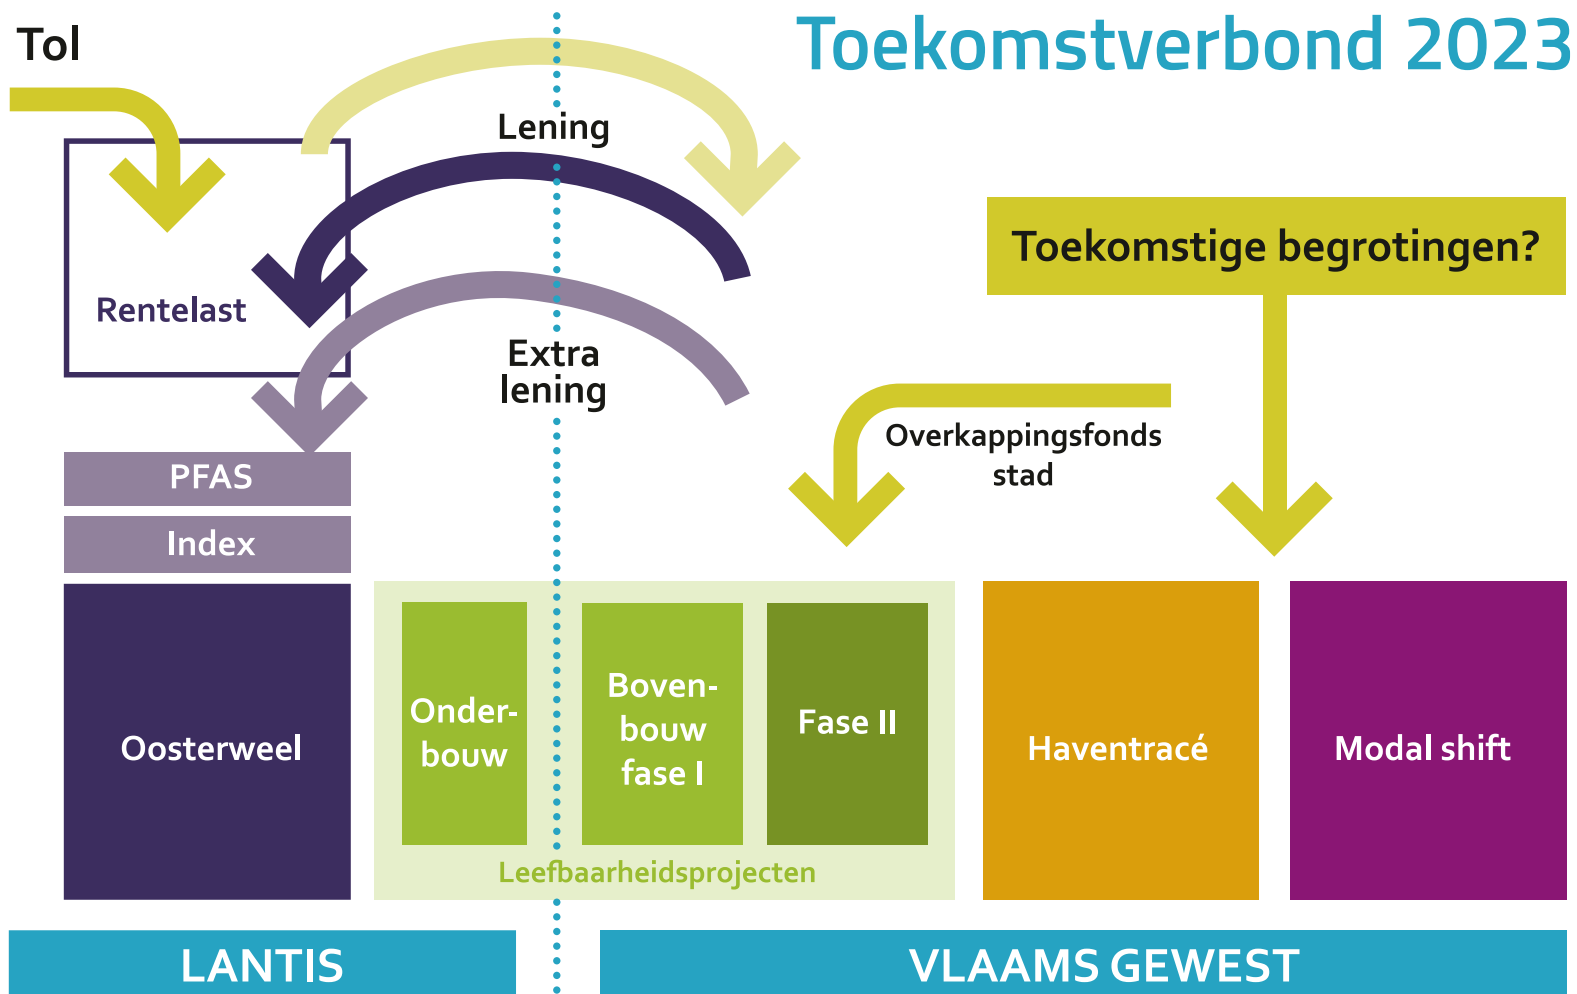 Tol
Toekomstverbond 2023
Lening
Toekomstige begrotingen?
Rentelast
Extra
lening
Overkappingsfonds
stad
PFAS
Index
Oosterweel
Onder-
bouw
Boven-
bouw
fase I
Fase II
Haventracé
Modal shift
Leefbaarheidsprojecten
LANTIS
VLAAMS GEWEST